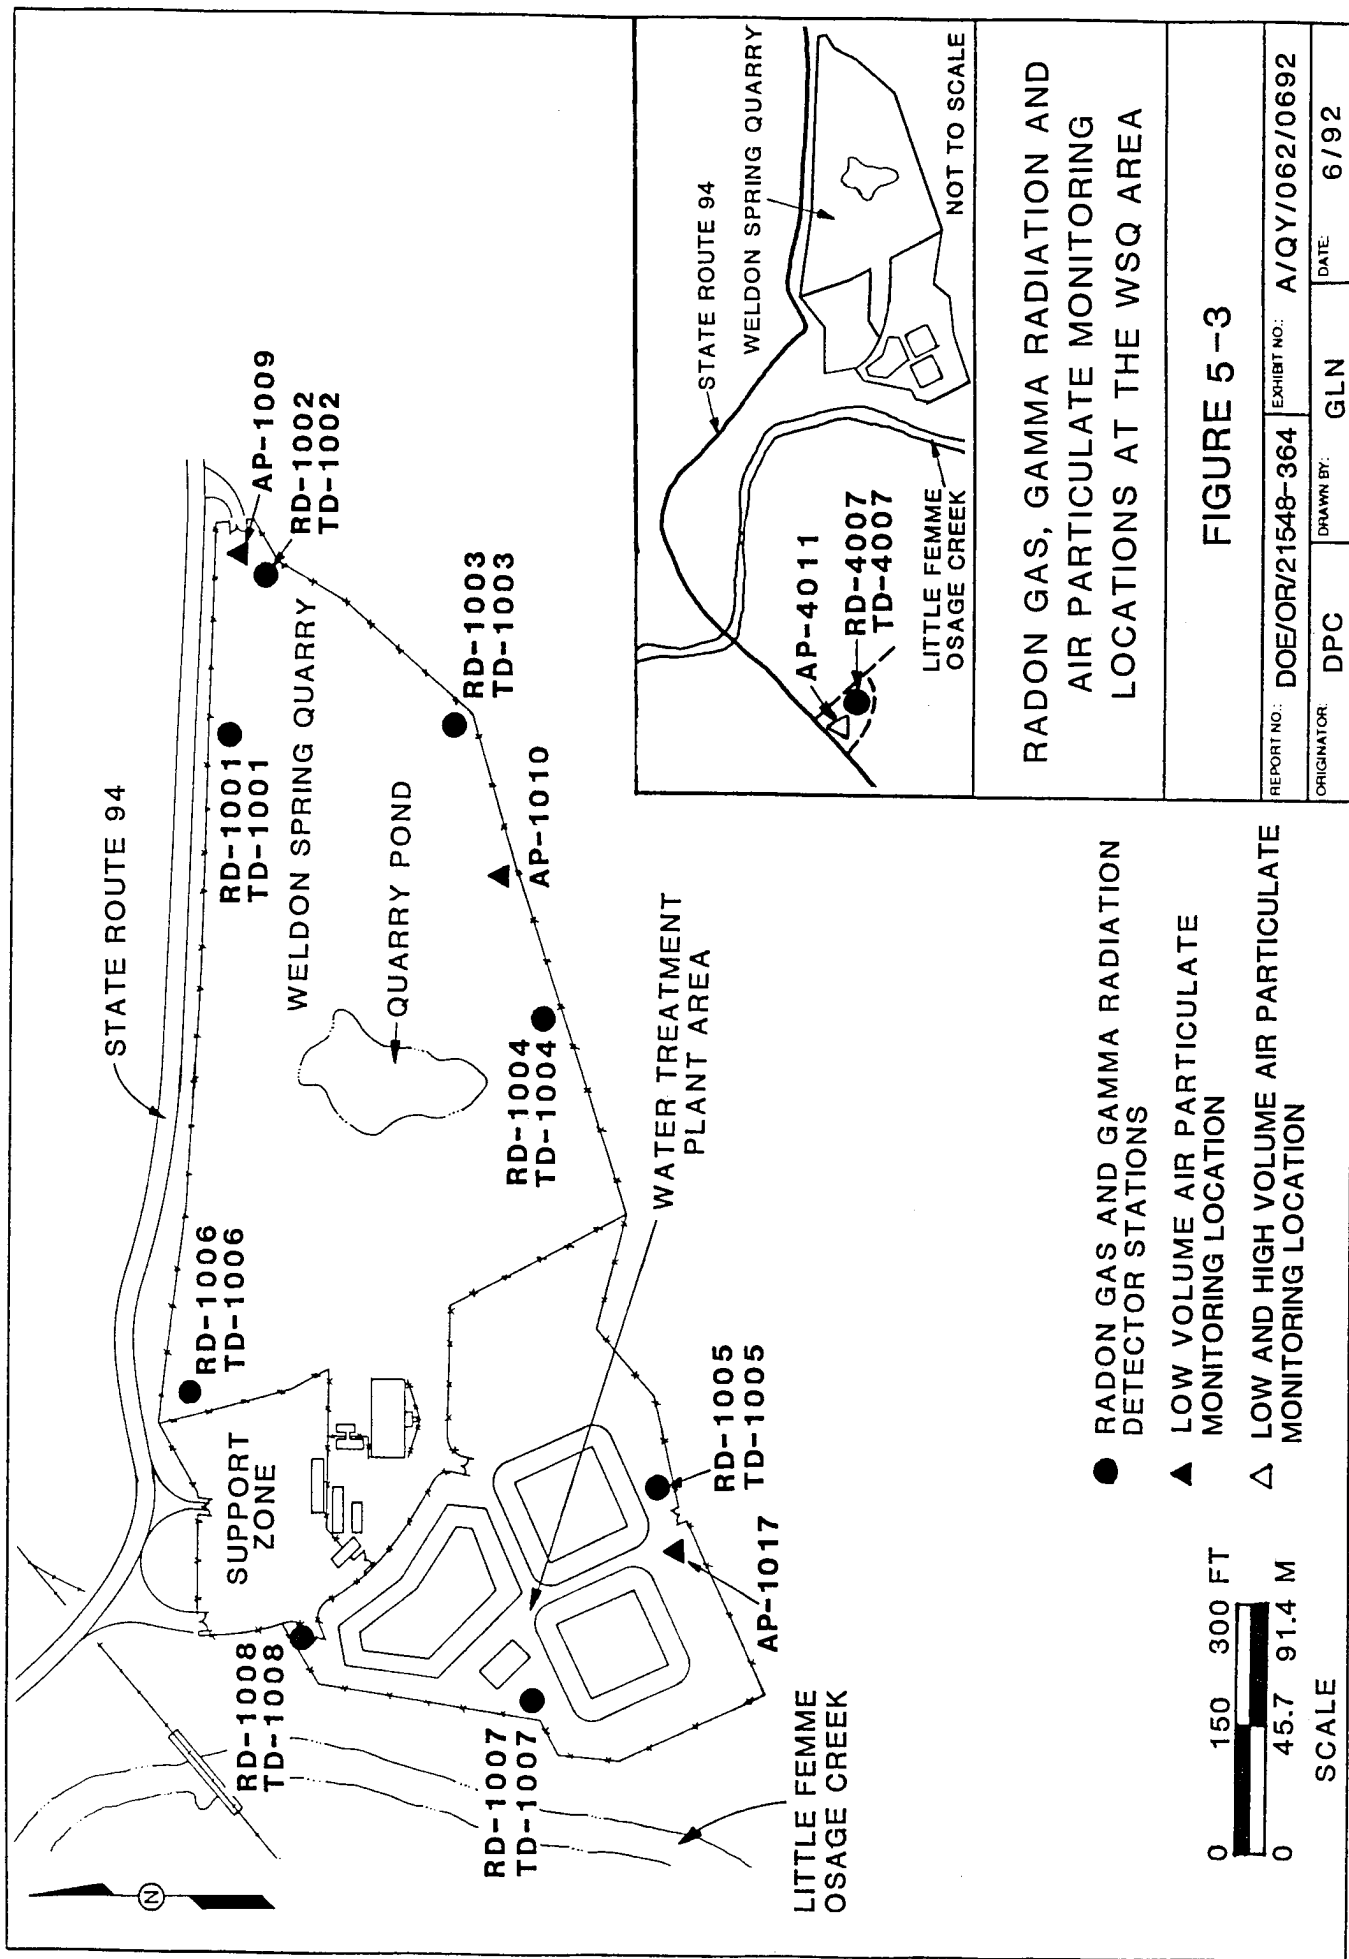 N
STATE ROUTE 94
RD-1006
TD-1006
SUPPORT
ZONE
RD-1008
TD-1008
RD-1007
TD-1007
LITTLE FEMME
OSAGE CREEK
AP-1017
RD-1005
TD-1005
WATER TREATMENT
PLANT AREA
RD-1004
TD-1004
QUARRY POND
WELDON SPRING QUARRY
RD-1001
TD-1001
AP-1010
RD-1003
TD-1003
AP-1009
RD-1002
TD-1002
0 150 300 FT
0 45.7 91.4 M
SCALE
RADON GAS AND GAMMA RADIATION
DETECTOR STATIONS
LOW VOLUME AIR PARTICULATE
MONITORING LOCATION
LOW AND HIGH VOLUME AIR PARTICULATE
MONITORING LOCATION
STATE ROUTE 94
WELDON SPRING QUARRY
AP-4011
RD-4007
TD-4007
LITTLE FEMME
OSAGE CREEK
NOT TO SCALE
RADON GAS, GAMMA RADIATION AND
AIR PARTICULATE MONITORING
LOCATIONS AT THE WSQ AREA
FIGURE 5-3
REPORT NO.: DOE/OR/21548-364 EXHIBIT NO.: A/QY/062/0692
ORIGINATOR: DPC DRAWN BY: GLN DATE: 6/92